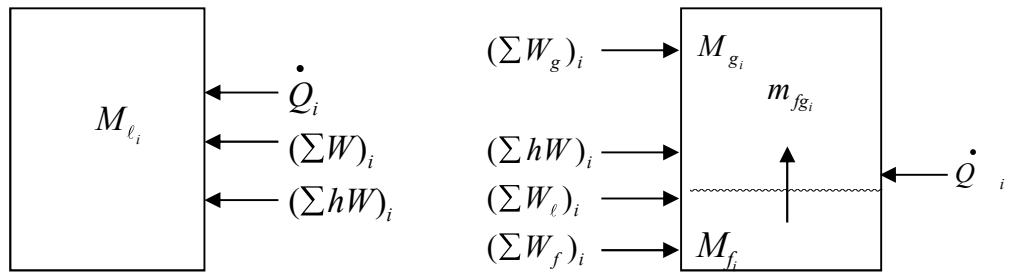 M_{ℓ_i}
Q̇_i
(∑W)_i
(∑hW)_i
(∑W_g)_i
(∑hW)_i
(∑W_ℓ)_i
(∑W_f)_i
M_{g_i}
m_{fg_i}
M_{f_i}
Q̇_i